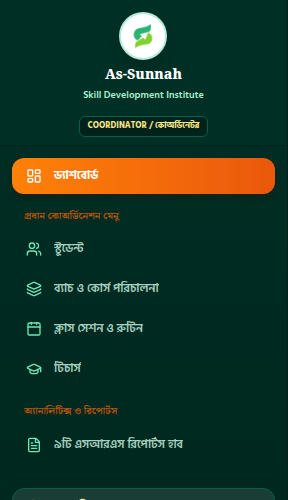 As-Sunnah
Skill Development Institute
COORDINATOR / কোঅর্ডিনেটর
ড্যাশবোর্ড
প্রধান কোঅর্ডিনেশন মেনু
স্টুডেন্ট
ব্যাচ ও কোর্স পরিচালনা
ক্লাস সেশন ও রুটিন
টিচার্স
অ্যানালিটিক্স ও রিপোর্টস
৯টি এসআরএস রিপোর্টস হাব